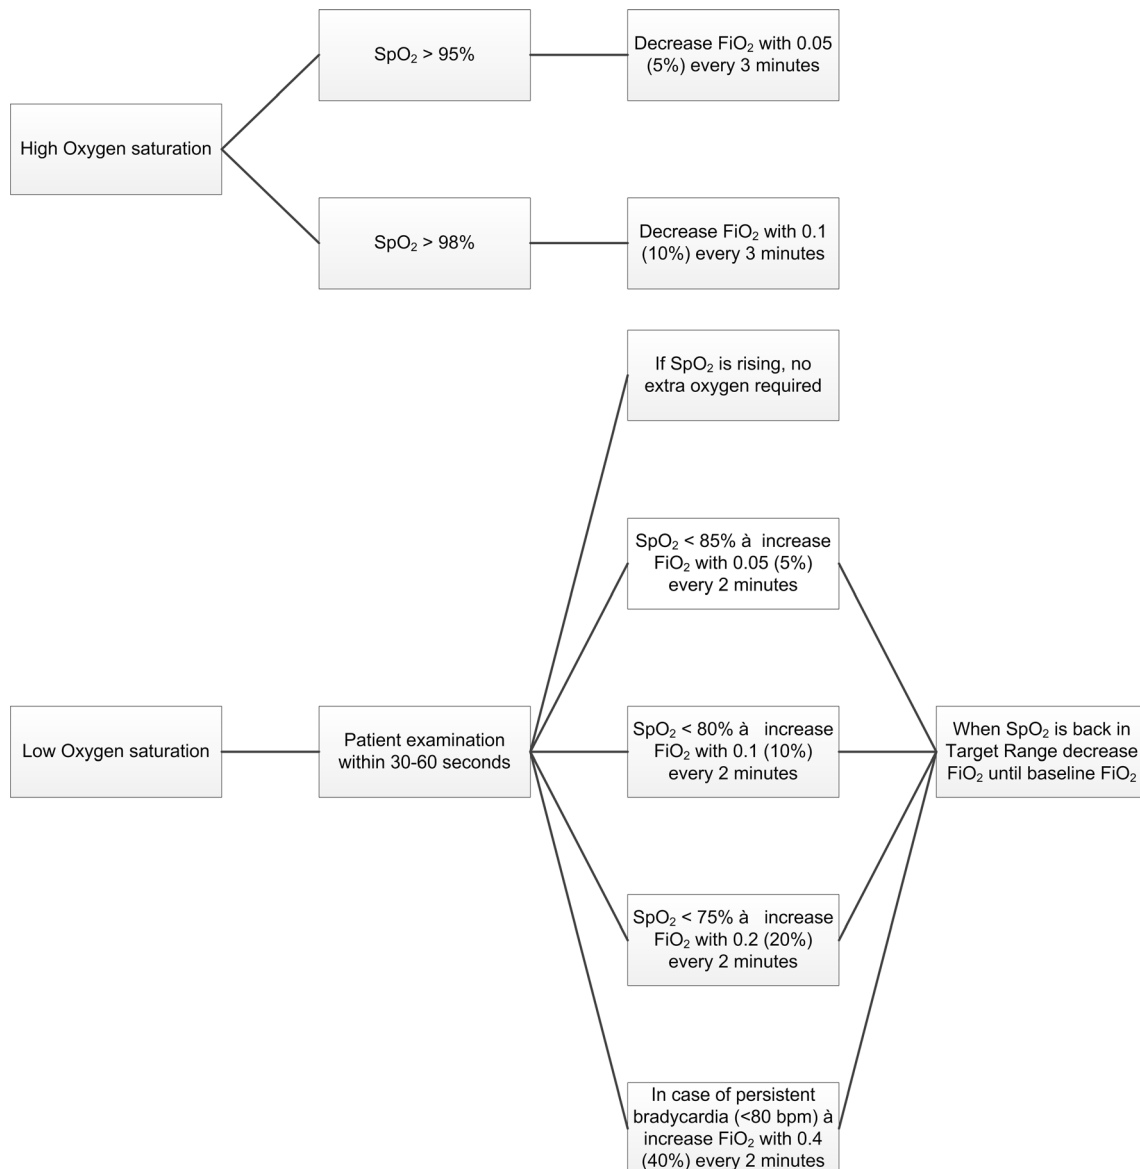 SpO₂ > 95%
Decrease FiO₂ with 0.05
(5%) every 3 minutes
High Oxygen saturation
SpO₂ > 98%
Decrease FiO₂ with 0.1
(10%) every 3 minutes
If SpO₂ is rising, no
extra oxygen required
SpO₂ < 85% à increase
FiO₂ with 0.05 (5%)
every 2 minutes
Low Oxygen saturation
Patient examination
within 30-60 seconds
SpO₂ < 80% à increase
FiO₂ with 0.1 (10%)
every 2 minutes
When SpO₂ is back in
Target Range decrease
FiO₂ until baseline FiO₂
SpO₂ < 75% à increase
FiO₂ with 0.2 (20%)
every 2 minutes
In case of persistent
bradycardia (<80 bpm) à
increase FiO₂ with 0.4
(40%) every 2 minutes